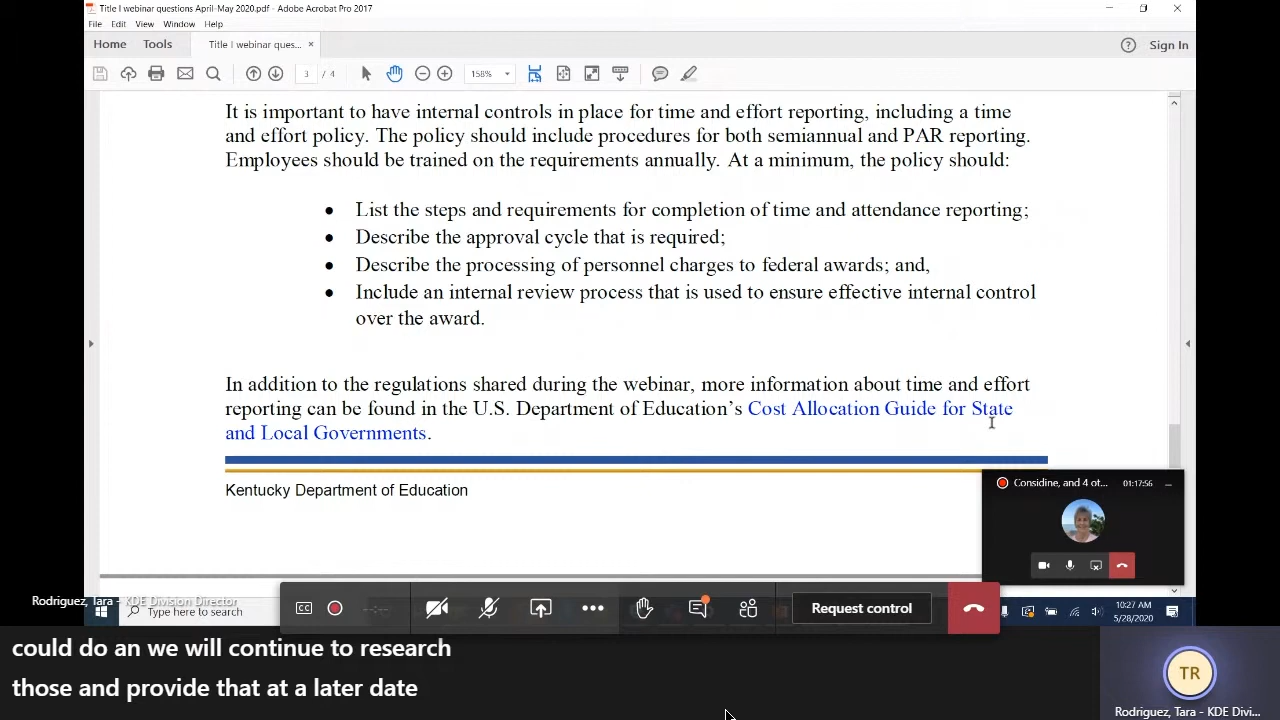 Title I webinar questions April-May 2020.pdf - Adobe Acrobat Pro 2017
File Edit View Window Help
Home Tools Title I webinar ques... × ? Sign In
3 / 4 158%
It is important to have internal controls in place for time and effort reporting, including a time
and effort policy. The policy should include procedures for both semiannual and PAR reporting.
Employees should be trained on the requirements annually. At a minimum, the policy should:
• List the steps and requirements for completion of time and attendance reporting;
• Describe the approval cycle that is required;
• Describe the processing of personnel charges to federal awards; and,
• Include an internal review process that is used to ensure effective internal control
over the award.
In addition to the regulations shared during the webinar, more information about time and effort
reporting can be found in the U.S. Department of Education’s Cost Allocation Guide for State
and Local Governments.
Kentucky Department of Education
Considine, and 4 ot... 01:17:56
Rodriguez, Tara - KDE Division Director
Type here to search
CC
Request control
10:27 AM
5/28/2020
could do an we will continue to research
those and provide that at a later date
TR
Rodriguez, Tara - KDE Divi...